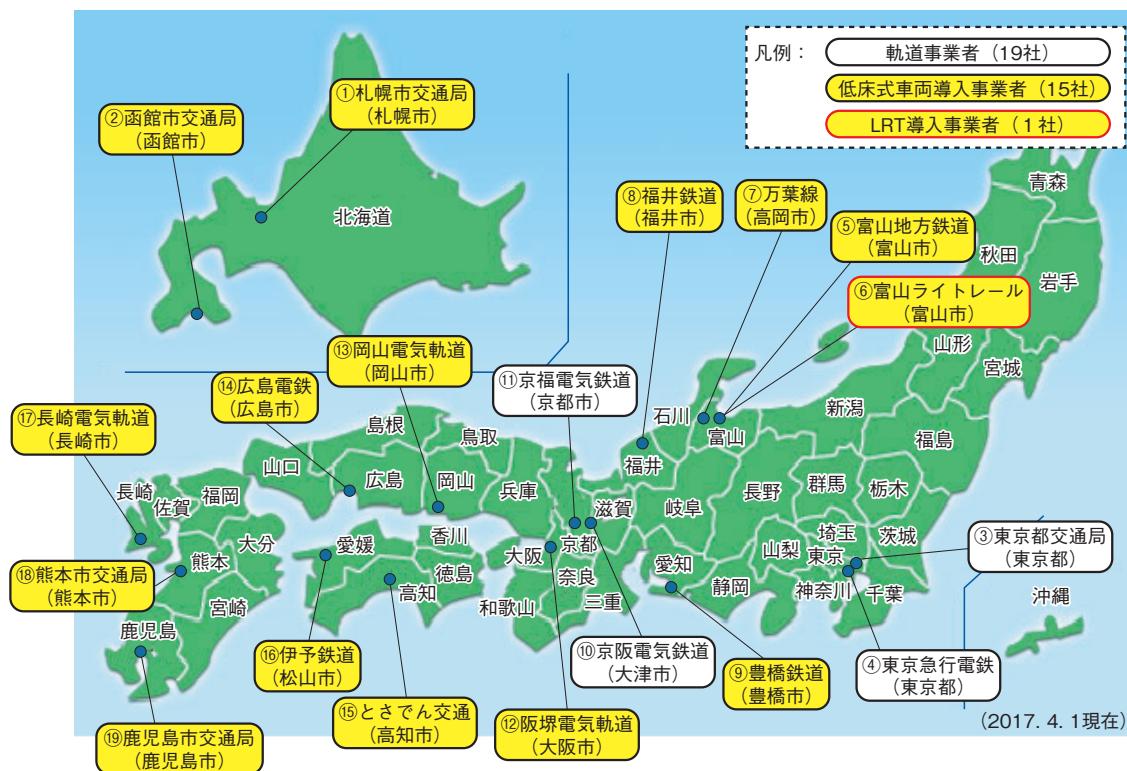 凡例：
軌道事業者（19社）
低床式車両導入事業者（15社）
LRT導入事業者（１社）
①札幌市交通局
（札幌市）
②函館市交通局
（函館市）
北海道
⑧福井鉄道
（福井市）
⑦万葉線
（高岡市）
⑤富山地方鉄道
（富山市）
⑥富山ライトレール
（富山市）
青森
秋田
岩手
山形
宮城
新潟
福島
⑬岡山電気軌道
（岡山市）
⑭広島電鉄
（広島市）
⑪京福電気鉄道
（京都市）
⑰長崎電気軌道
（長崎市）
石川
富山
福井
島根
鳥取
山口
広島
岡山
兵庫
滋賀
岐阜
長野
群馬
栃木
長崎
佐賀
福岡
大分
愛媛
香川
大阪
京都
奈良
愛知
静岡
山梨
埼玉
東京
茨城
③東京都交通局
（東京都）
⑱熊本市交通局
（熊本市）
熊本
宮崎
鹿児島
高知
徳島
和歌山
三重
神奈川
千葉
沖縄
⑯伊予鉄道
（松山市）
⑩京阪電気鉄道
（大津市）
⑨豊橋鉄道
（豊橋市）
④東京急行電鉄
（東京都）
⑮とさでん交通
（高知市）
⑫阪堺電気軌道
（大阪市）
⑲鹿児島市交通局
（鹿児島市）
（2017. 4. 1現在）